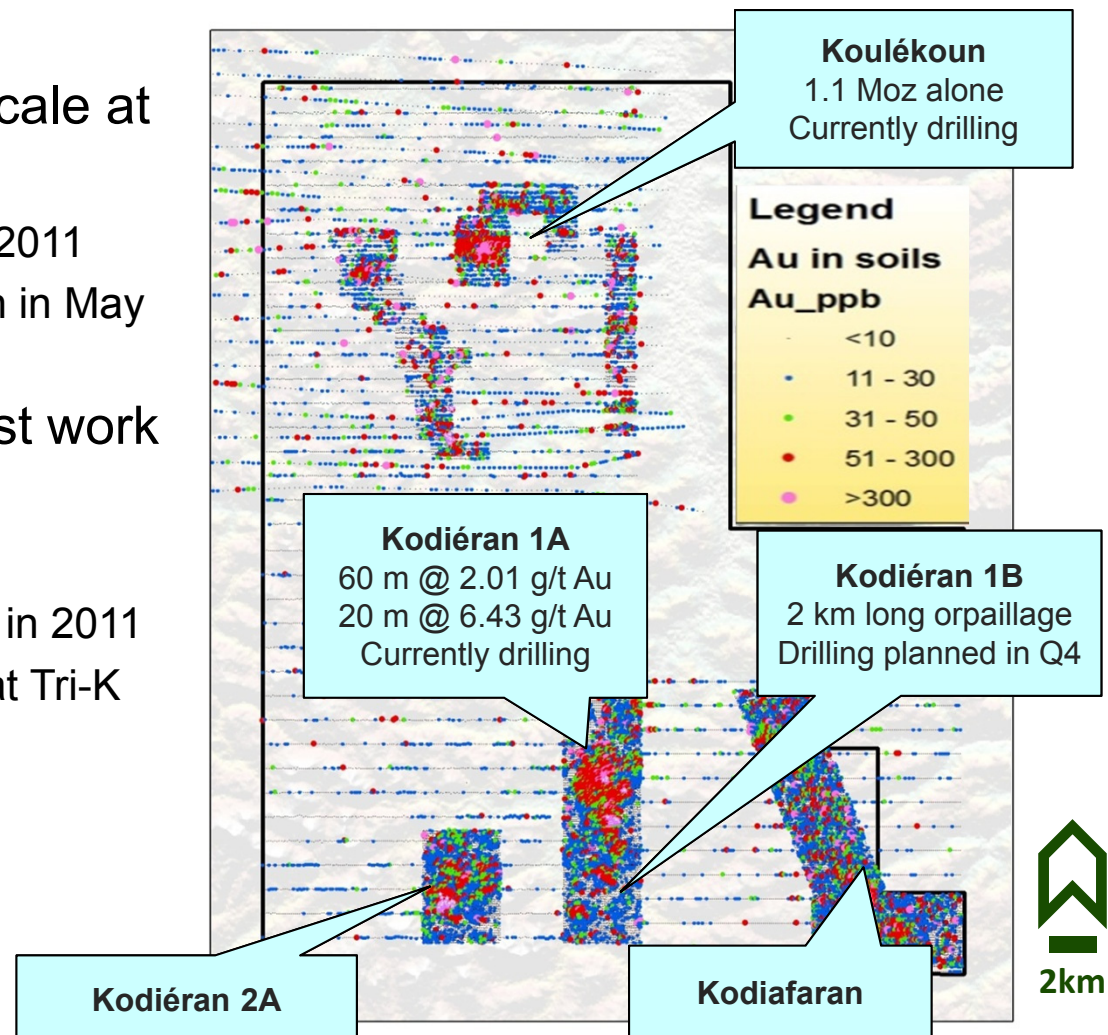 cale at
2011
n in May
st work
in 2011
at Tri-K
Koulékoun
1.1 Moz alone
Currently drilling
Legend
Au in soils
Au_ppb
<10
11 - 30
31 - 50
51 - 300
>300
Kodiéran 1A
60 m @ 2.01 g/t Au
20 m @ 6.43 g/t Au
Currently drilling
Kodiéran 1B
2 km long orpaillage
Drilling planned in Q4
Kodiéran 2A
Kodiafaran
2km